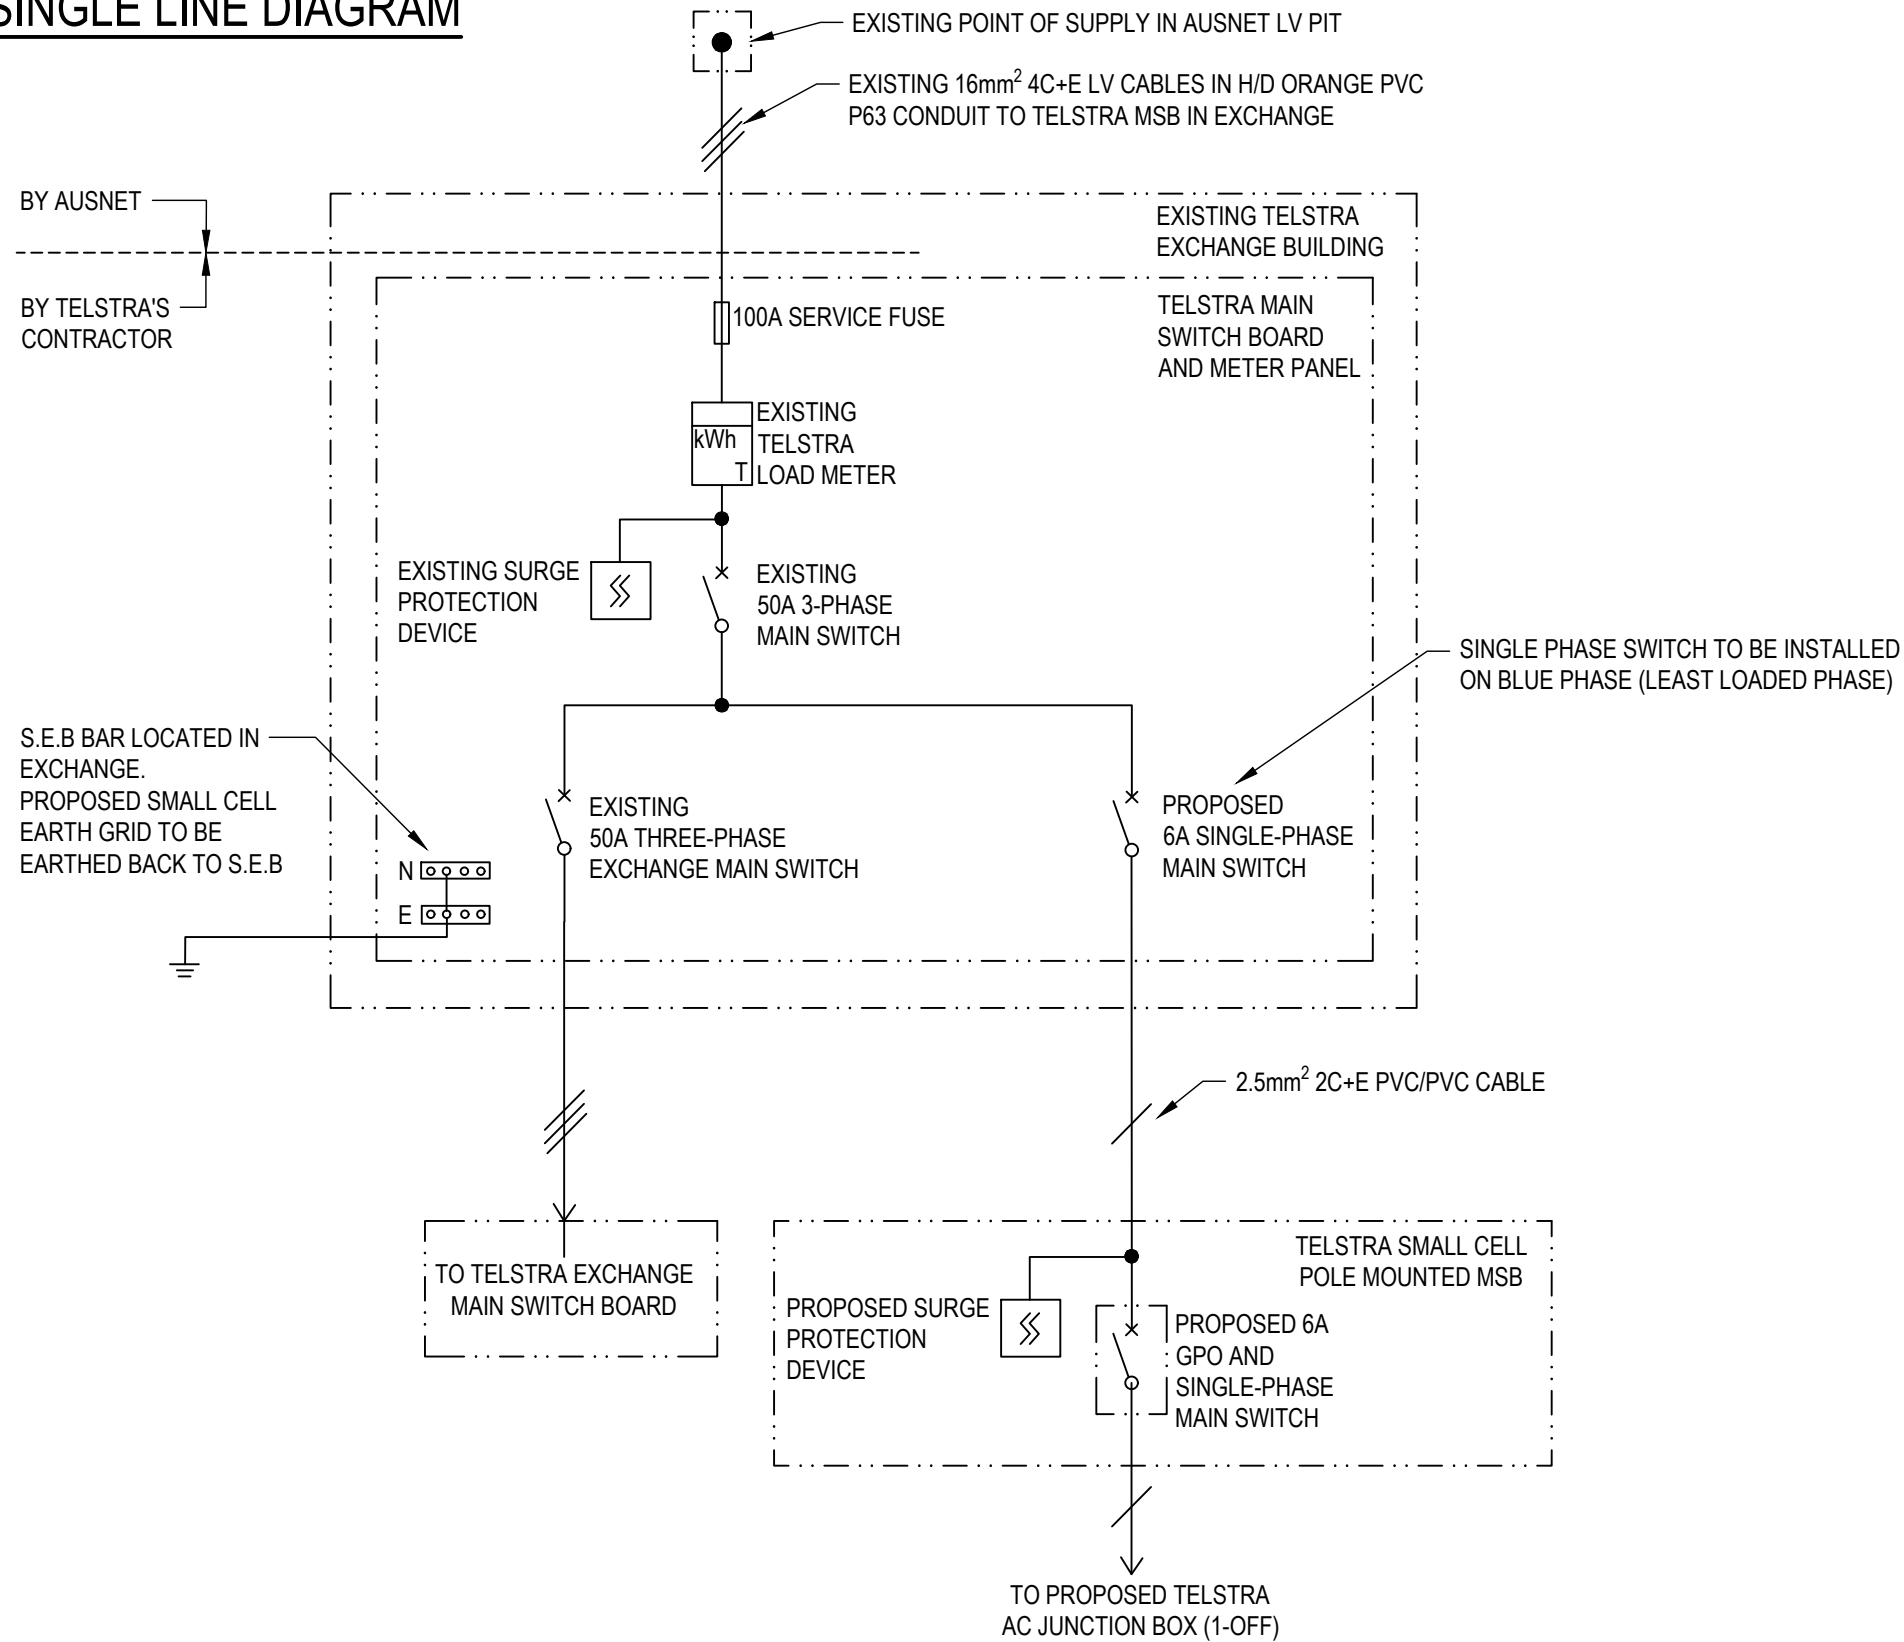 SINGLE LINE DIAGRAM
EXISTING POINT OF SUPPLY IN AUSNET LV PIT
EXISTING 16mm² 4C+E LV CABLES IN H/D ORANGE PVC
P63 CONDUIT TO TELSTRA MSB IN EXCHANGE
BY AUSNET
BY TELSTRA'S
CONTRACTOR
EXISTING TELSTRA
EXCHANGE BUILDING
TELSTRA MAIN
SWITCH BOARD
AND METER PANEL
100A SERVICE FUSE
kWh
T
EXISTING
TELSTRA
LOAD METER
EXISTING SURGE
PROTECTION
DEVICE
EXISTING
50A 3-PHASE
MAIN SWITCH
SINGLE PHASE SWITCH TO BE INSTALLED
ON BLUE PHASE (LEAST LOADED PHASE)
S.E.B BAR LOCATED IN
EXCHANGE.
PROPOSED SMALL CELL
EARTH GRID TO BE
EARTHED BACK TO S.E.B
N
E
EXISTING
50A THREE-PHASE
EXCHANGE MAIN SWITCH
PROPOSED
6A SINGLE-PHASE
MAIN SWITCH
2.5mm² 2C+E PVC/PVC CABLE
TO TELSTRA EXCHANGE
MAIN SWITCH BOARD
TELSTRA SMALL CELL
POLE MOUNTED MSB
PROPOSED SURGE
PROTECTION
DEVICE
PROPOSED 6A
GPO AND
SINGLE-PHASE
MAIN SWITCH
TO PROPOSED TELSTRA
AC JUNCTION BOX (1-OFF)